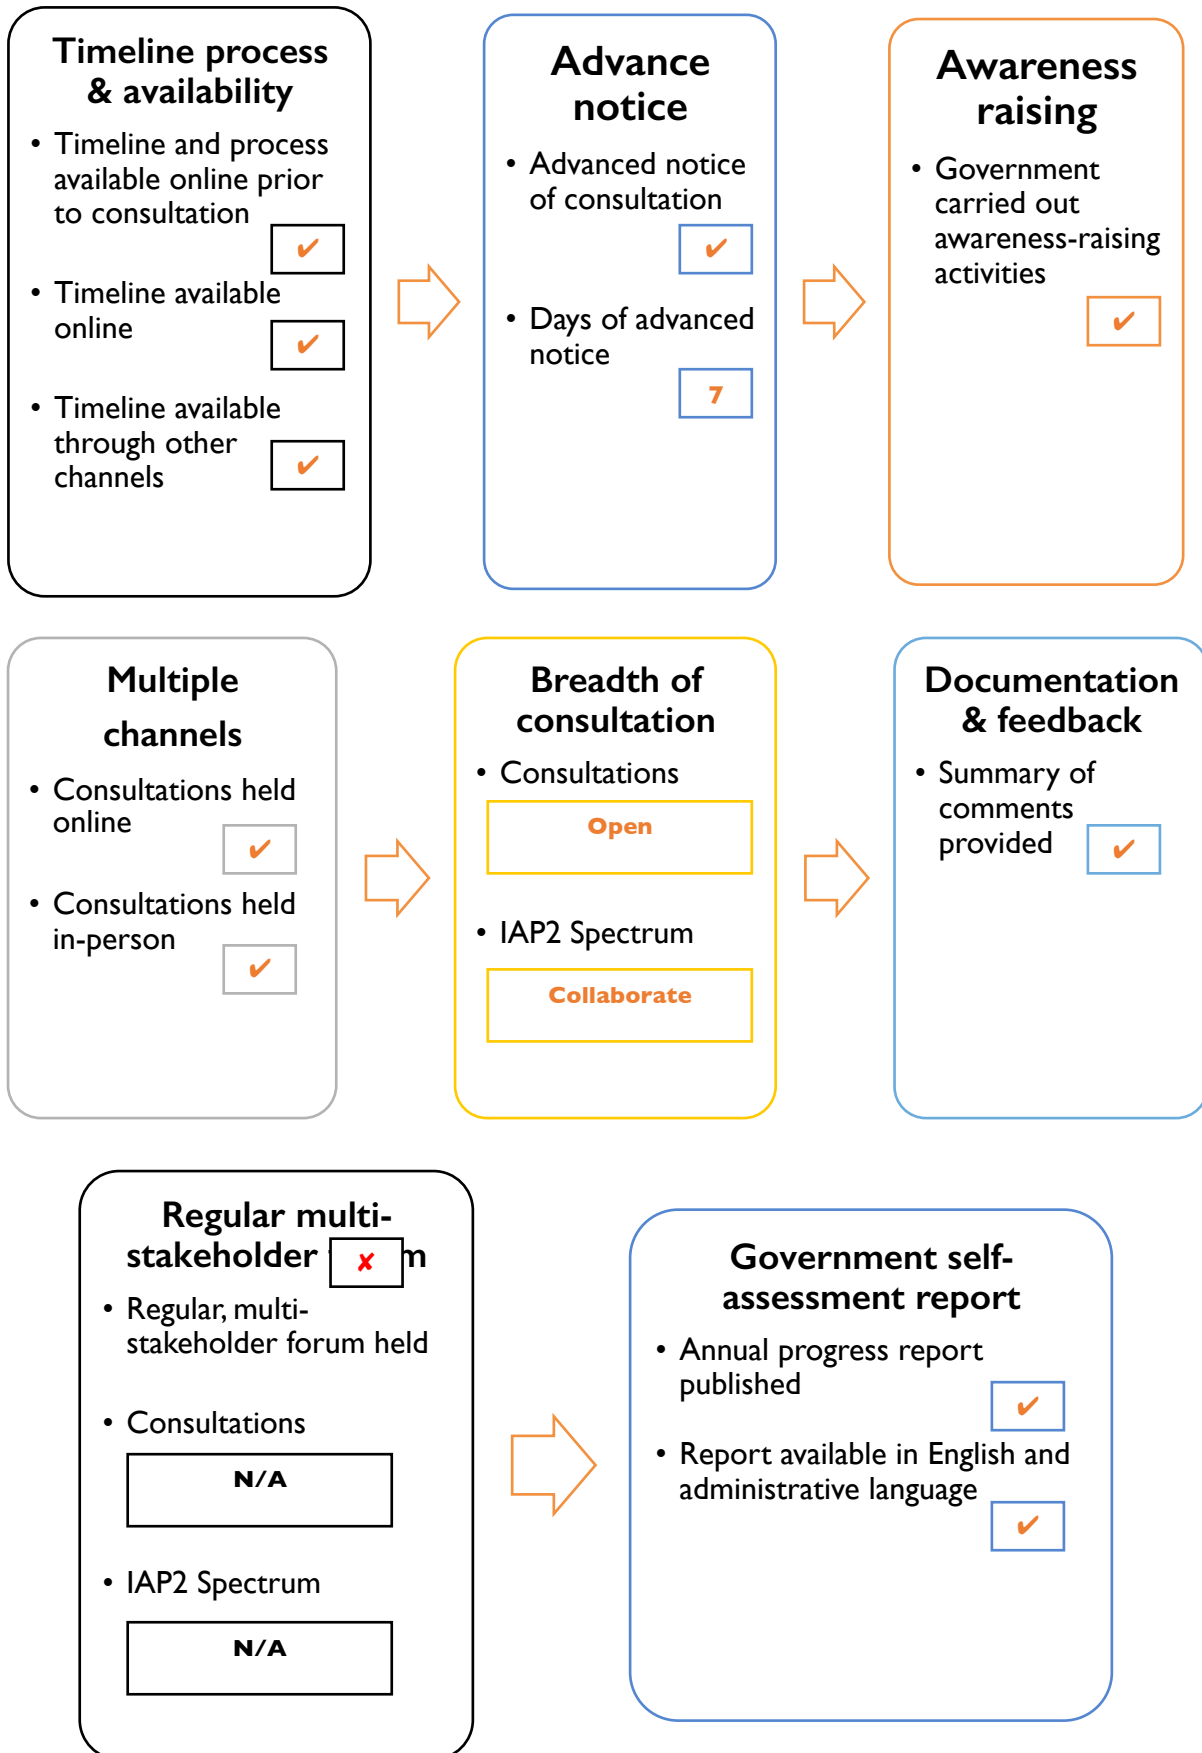 Timeline process
& availability
• Timeline and process
available online prior
to consultation
✔
• Timeline available
online
✔
• Timeline available
through other
channels
✔
Advance
notice
• Advanced notice
of consultation
✔
• Days of advanced
notice
7
Awareness
raising
• Government
carried out
awareness-raising
activities
✔
Multiple
channels
• Consultations held
online
✔
• Consultations held
in-person
✔
Breadth of
consultation
• Consultations
Open
• IAP2 Spectrum
Collaborate
Documentation
& feedback
• Summary of
comments
provided
✔
Regular multi-
stakeholder
✘
• Regular, multi-
stakeholder forum held
• Consultations
N/A
• IAP2 Spectrum
N/A
Government self-
assessment report
• Annual progress report
published
✔
• Report available in English and
administrative language
✔